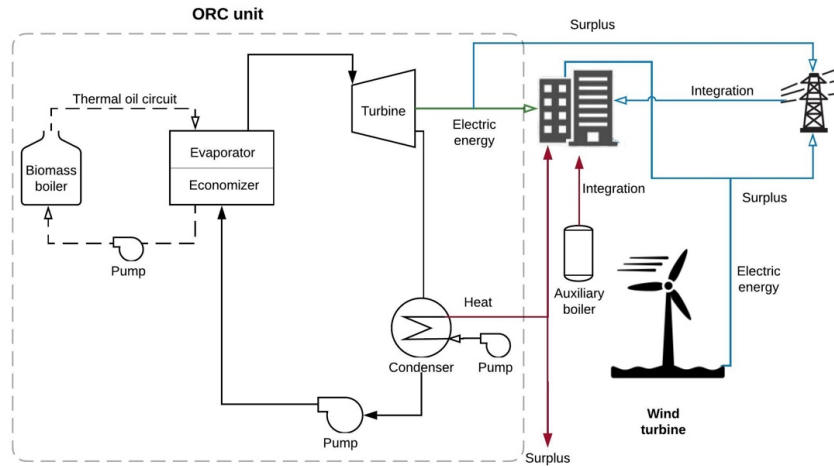 ORC unit
Surplus
Thermal oil circuit
Turbine
Integration
Electric
energy
Evaporator
Economizer
Biomass
boiler
Integration
Surplus
Pump
Auxiliary
boiler
Electric
energy
Heat
Condenser
Pump
Pump
Wind
turbine
Surplus